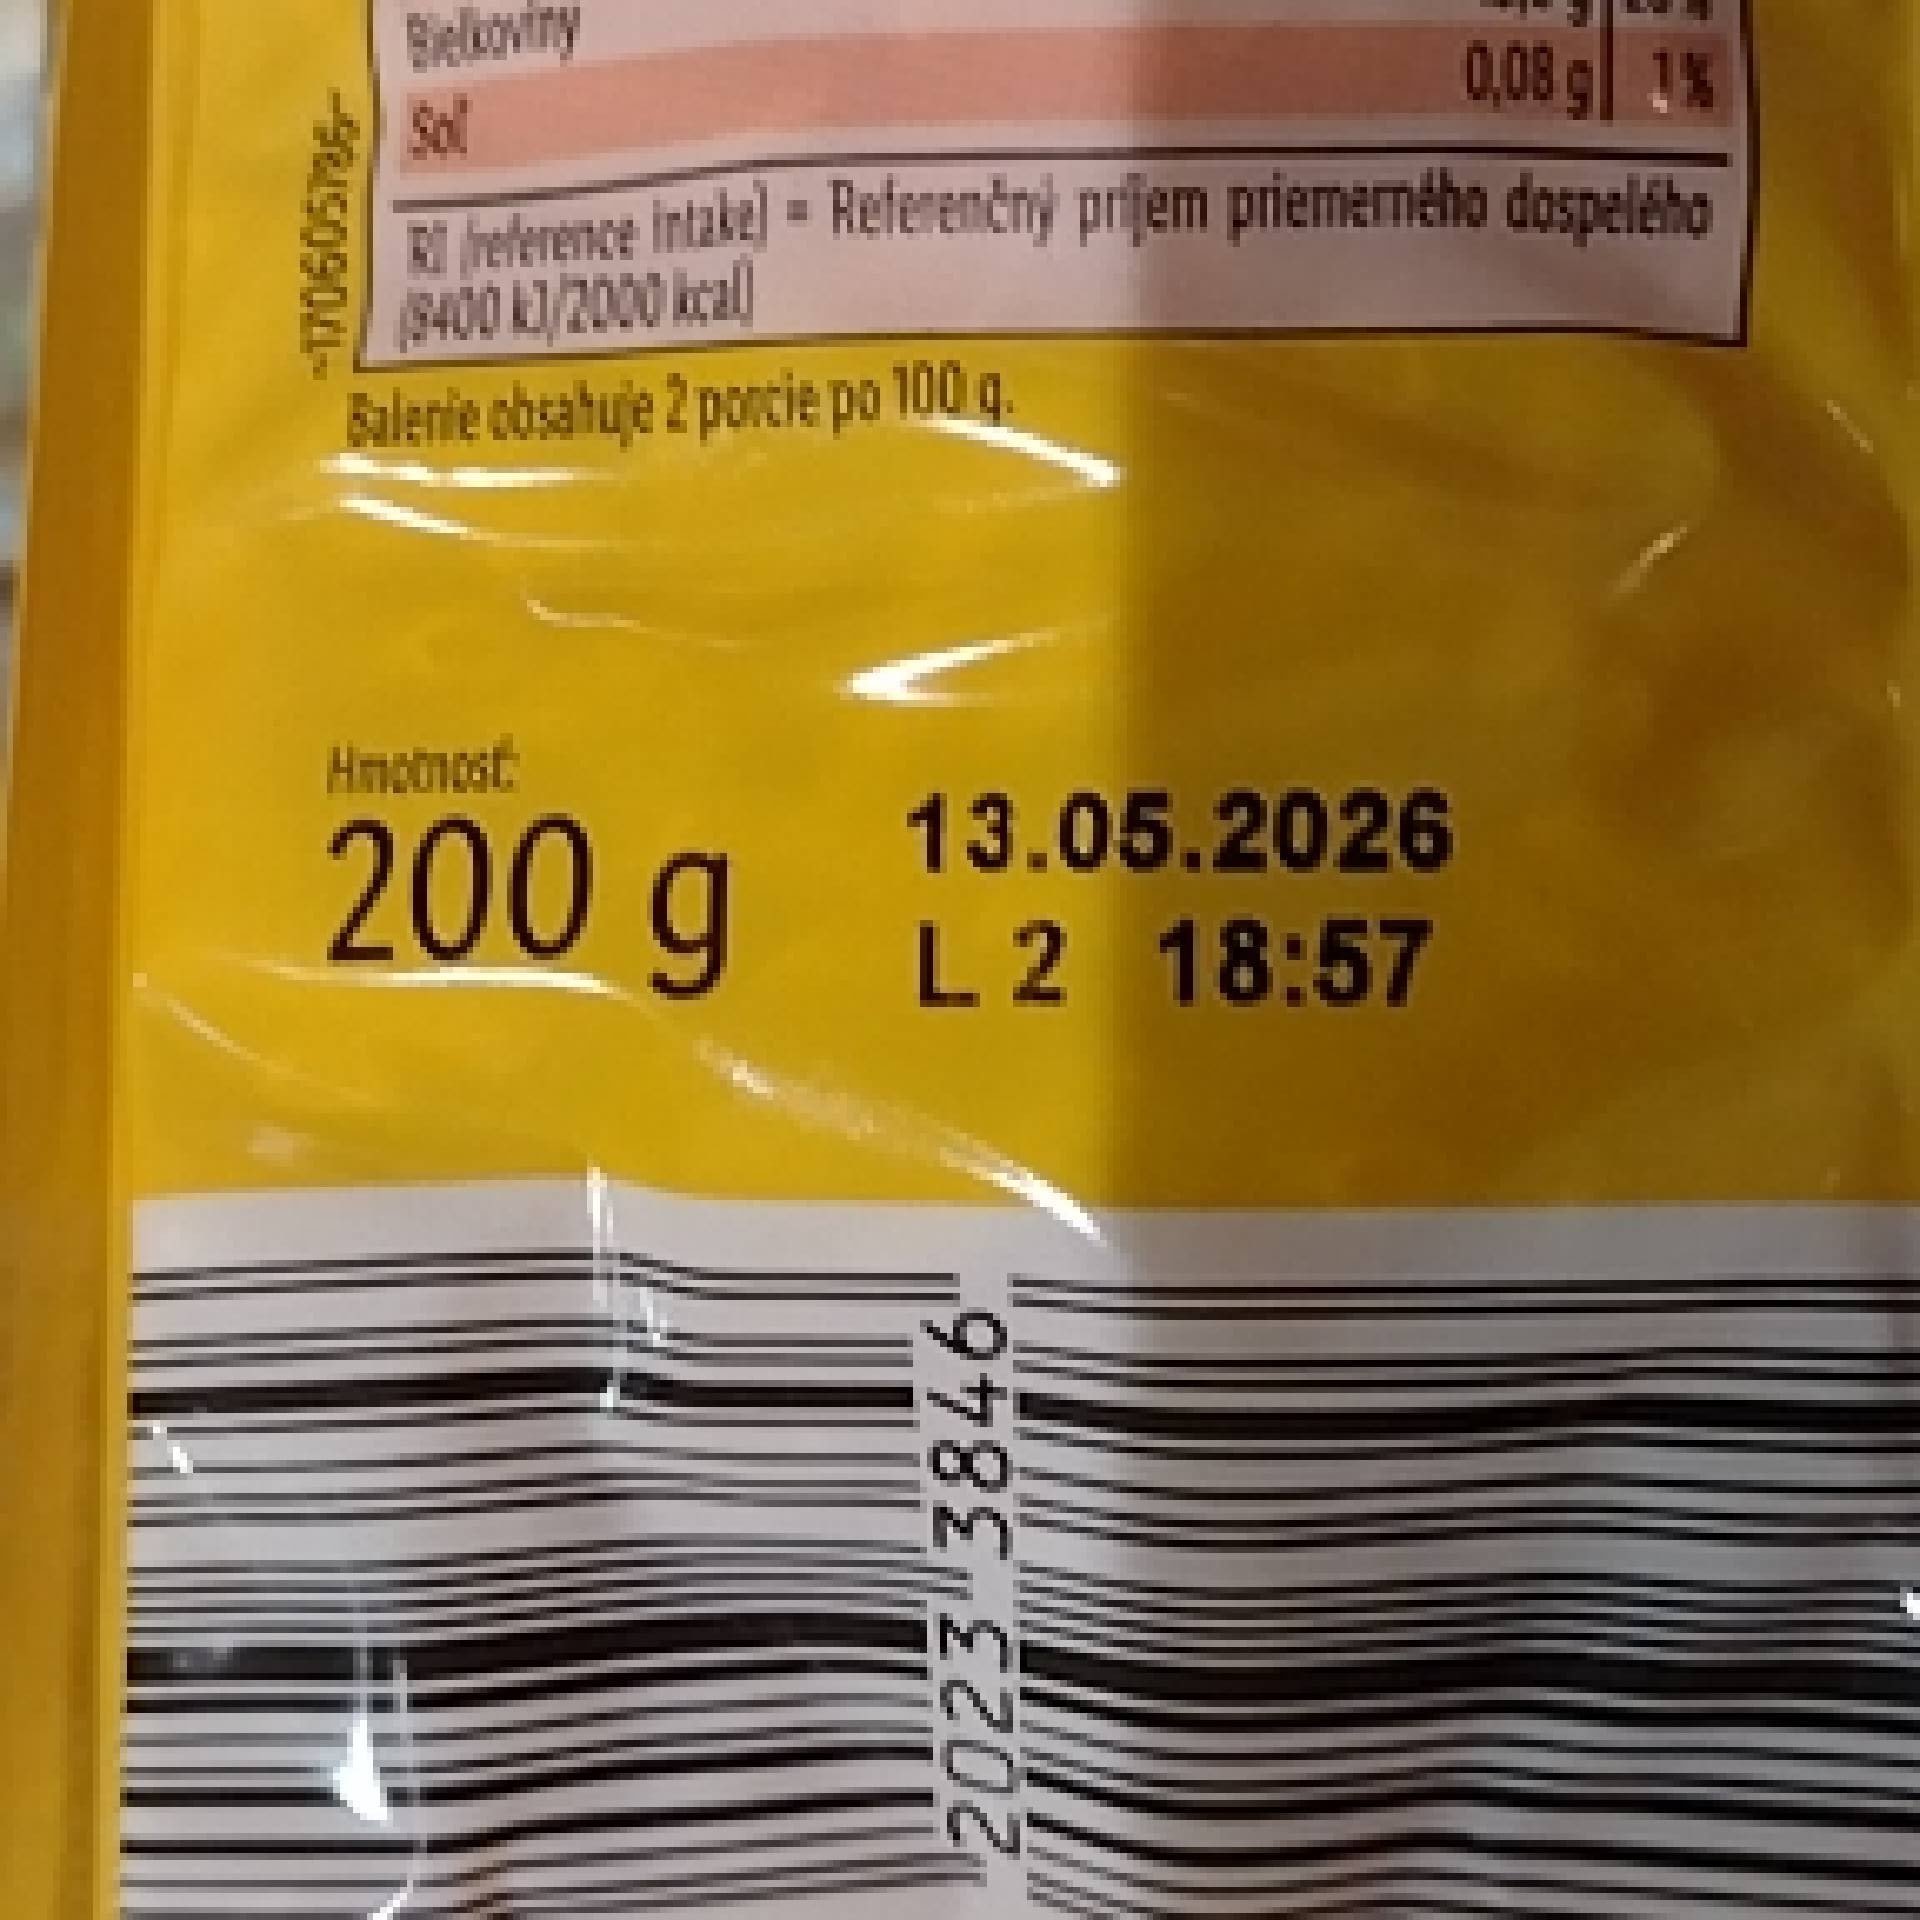 Bielkoviny
Soľ 0,08 g 1 %
RI (reference intake) = Referenčný príjem priemerného dospelého
(8400 kJ/2000 kcal)
Balenie obsahuje 2 porcie po 100 g.
Hmotnosť:
200 g
13.05.2026
L 2 18:57
20233846